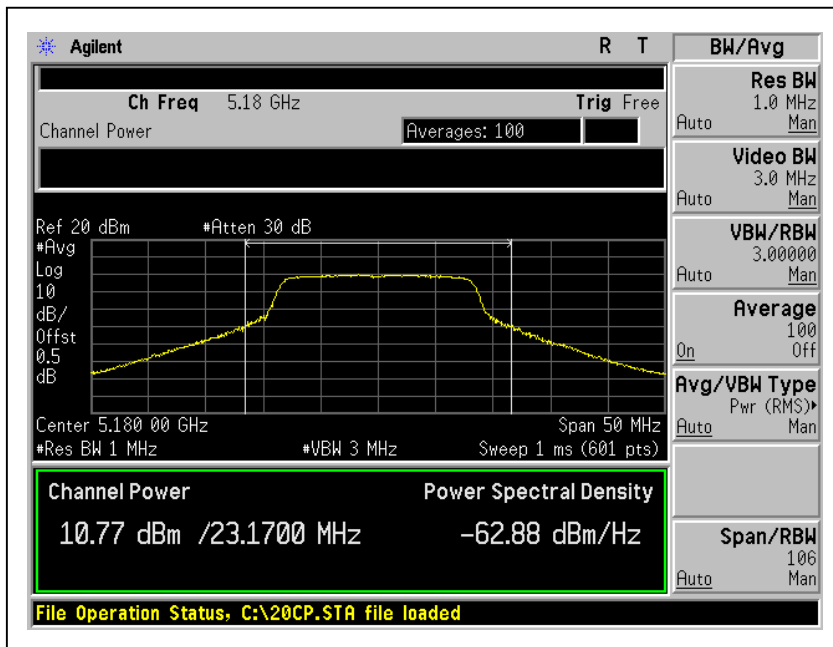 Agilent R T BW/Avg
Ch Freq 5.18 GHz Trig Free
Channel Power Averages: 100
Ref 20 dBm #Atten 30 dB
#Avg
Log
10
dB/
Offst
0.5
dB
Center 5.180 00 GHz Span 50 MHz
#Res BW 1 MHz #VBW 3 MHz Sweep 1 ms (601 pts)
Channel Power Power Spectral Density
10.77 dBm /23.1700 MHz -62.88 dBm/Hz
File Operation Status, C:\20CP.STA file loaded
Res BW
1.0 MHz
Auto Man
Video BW
3.0 MHz
Auto Man
VBW/RBW
3.00000
Auto Man
Average
100
On Off
Avg/VBW Type
Pwr (RMS)▸
Auto Man
Span/RBW
106
Auto Man